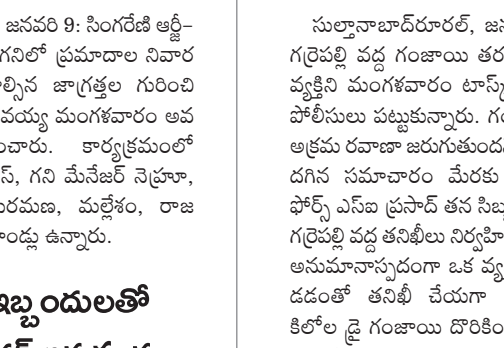 జనవరి 9: సింగరేణి ఆర్జీ–
గనిలో ప్రమాదాల నివార
ల్సిన జాగ్రత్తల గురించి
వయ్య మంగళవారం అవ
చారు. కార్యక్రమంలో
స్, గని మేనేజర్ నెహ్రూ,
రమణ, మల్లేశం, రాజ
ండ్లు ఉన్నారు.
ఇబ్బందులతో
సుల్తానాబాద్‌రూరల్, జన
గర్రెపల్లి వద్ద గంజాయి తర
వ్యక్తిని మంగళవారం టాస్క్
పోలీసులు పట్టుకున్నారు. గం
అక్రమ రవాణా జరుగుతుంద
దగిన సమాచారం మేరకు
ఫోర్స్ ఎస్ఐ ప్రసాద్ తన సిబ్బ
గర్రెపల్లి వద్ద తనిఖీలు నిర్వహి
అనుమానాస్పదంగా ఒక వ్య
డడంతో తనిఖీ చేయగా
కిలోల డ్రై గంజాయి దొరికిం